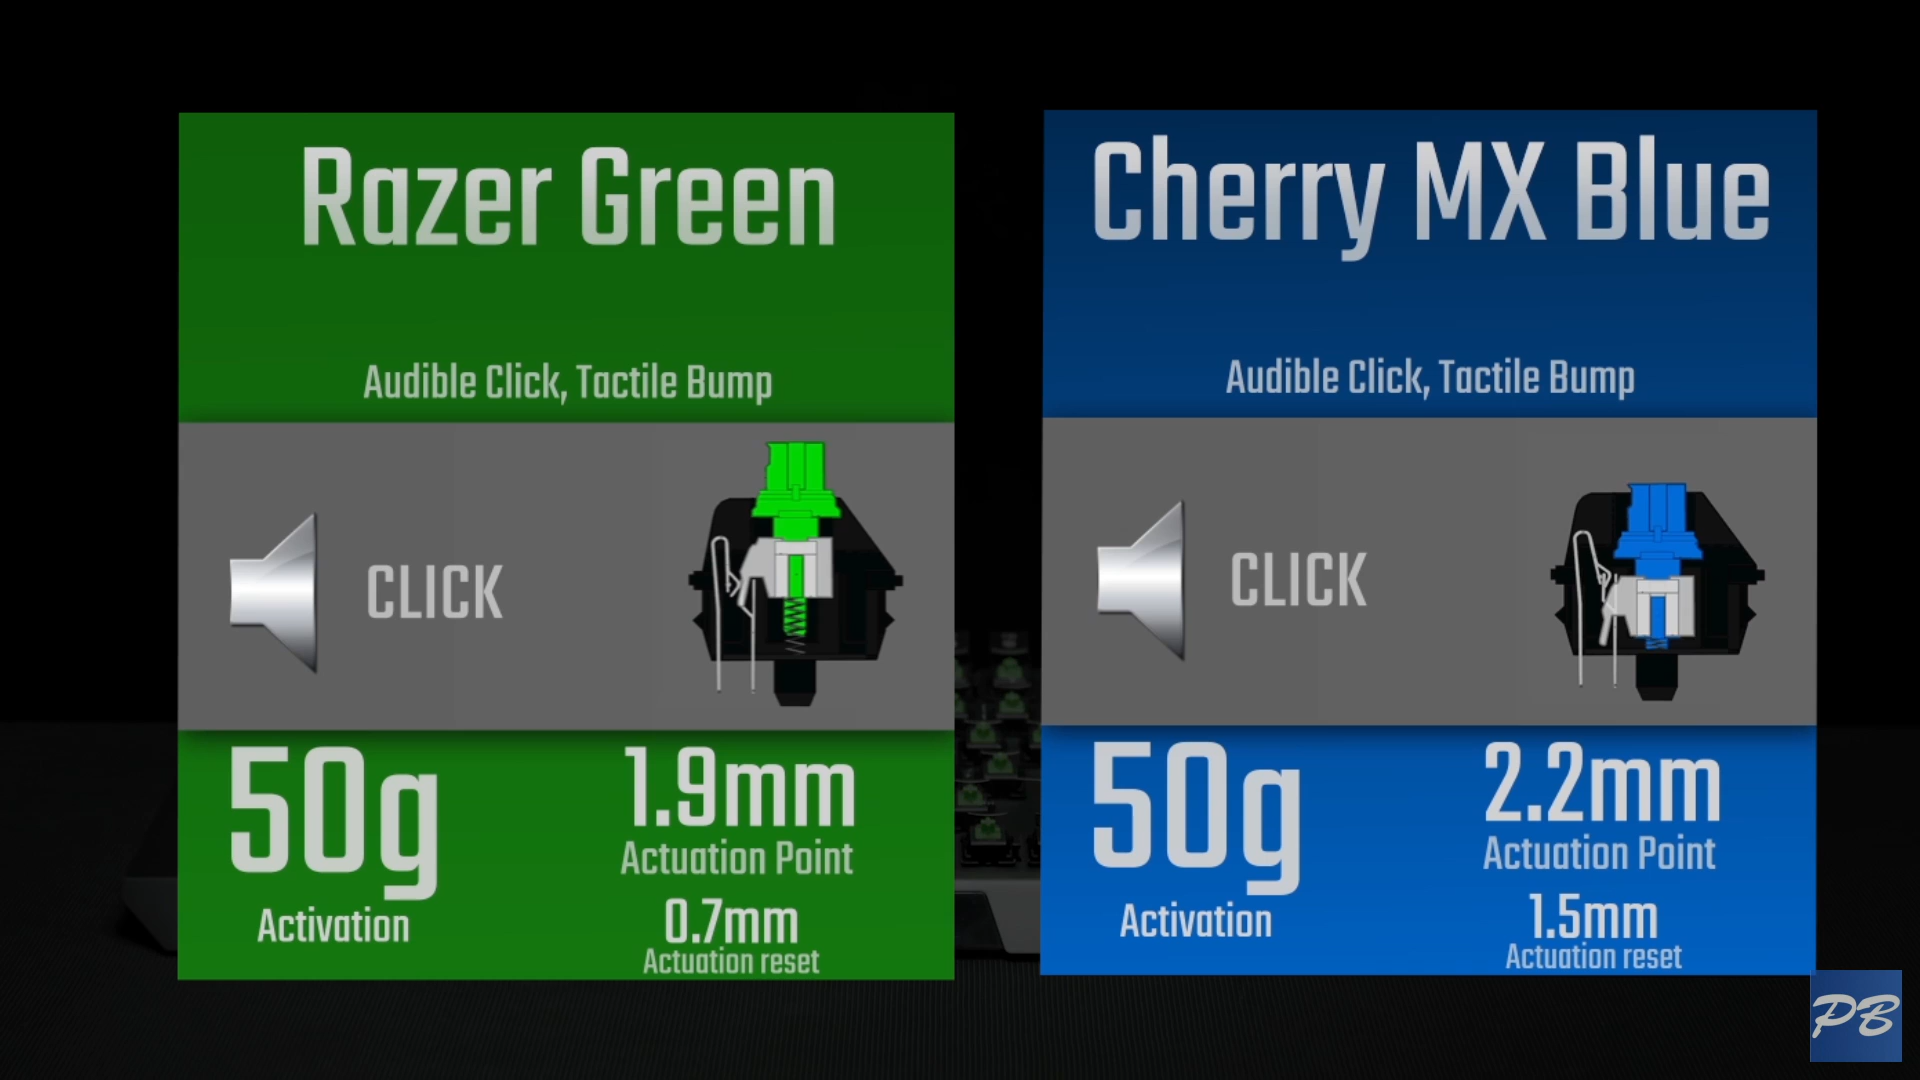 Razer Green
Audible Click, Tactile Bump
CLICK
50g
Activation
1.9mm
Actuation Point
0.7mm
Actuation reset
Cherry MX Blue
Audible Click, Tactile Bump
CLICK
50g
Activation
2.2mm
Actuation Point
1.5mm
Actuation reset
PB